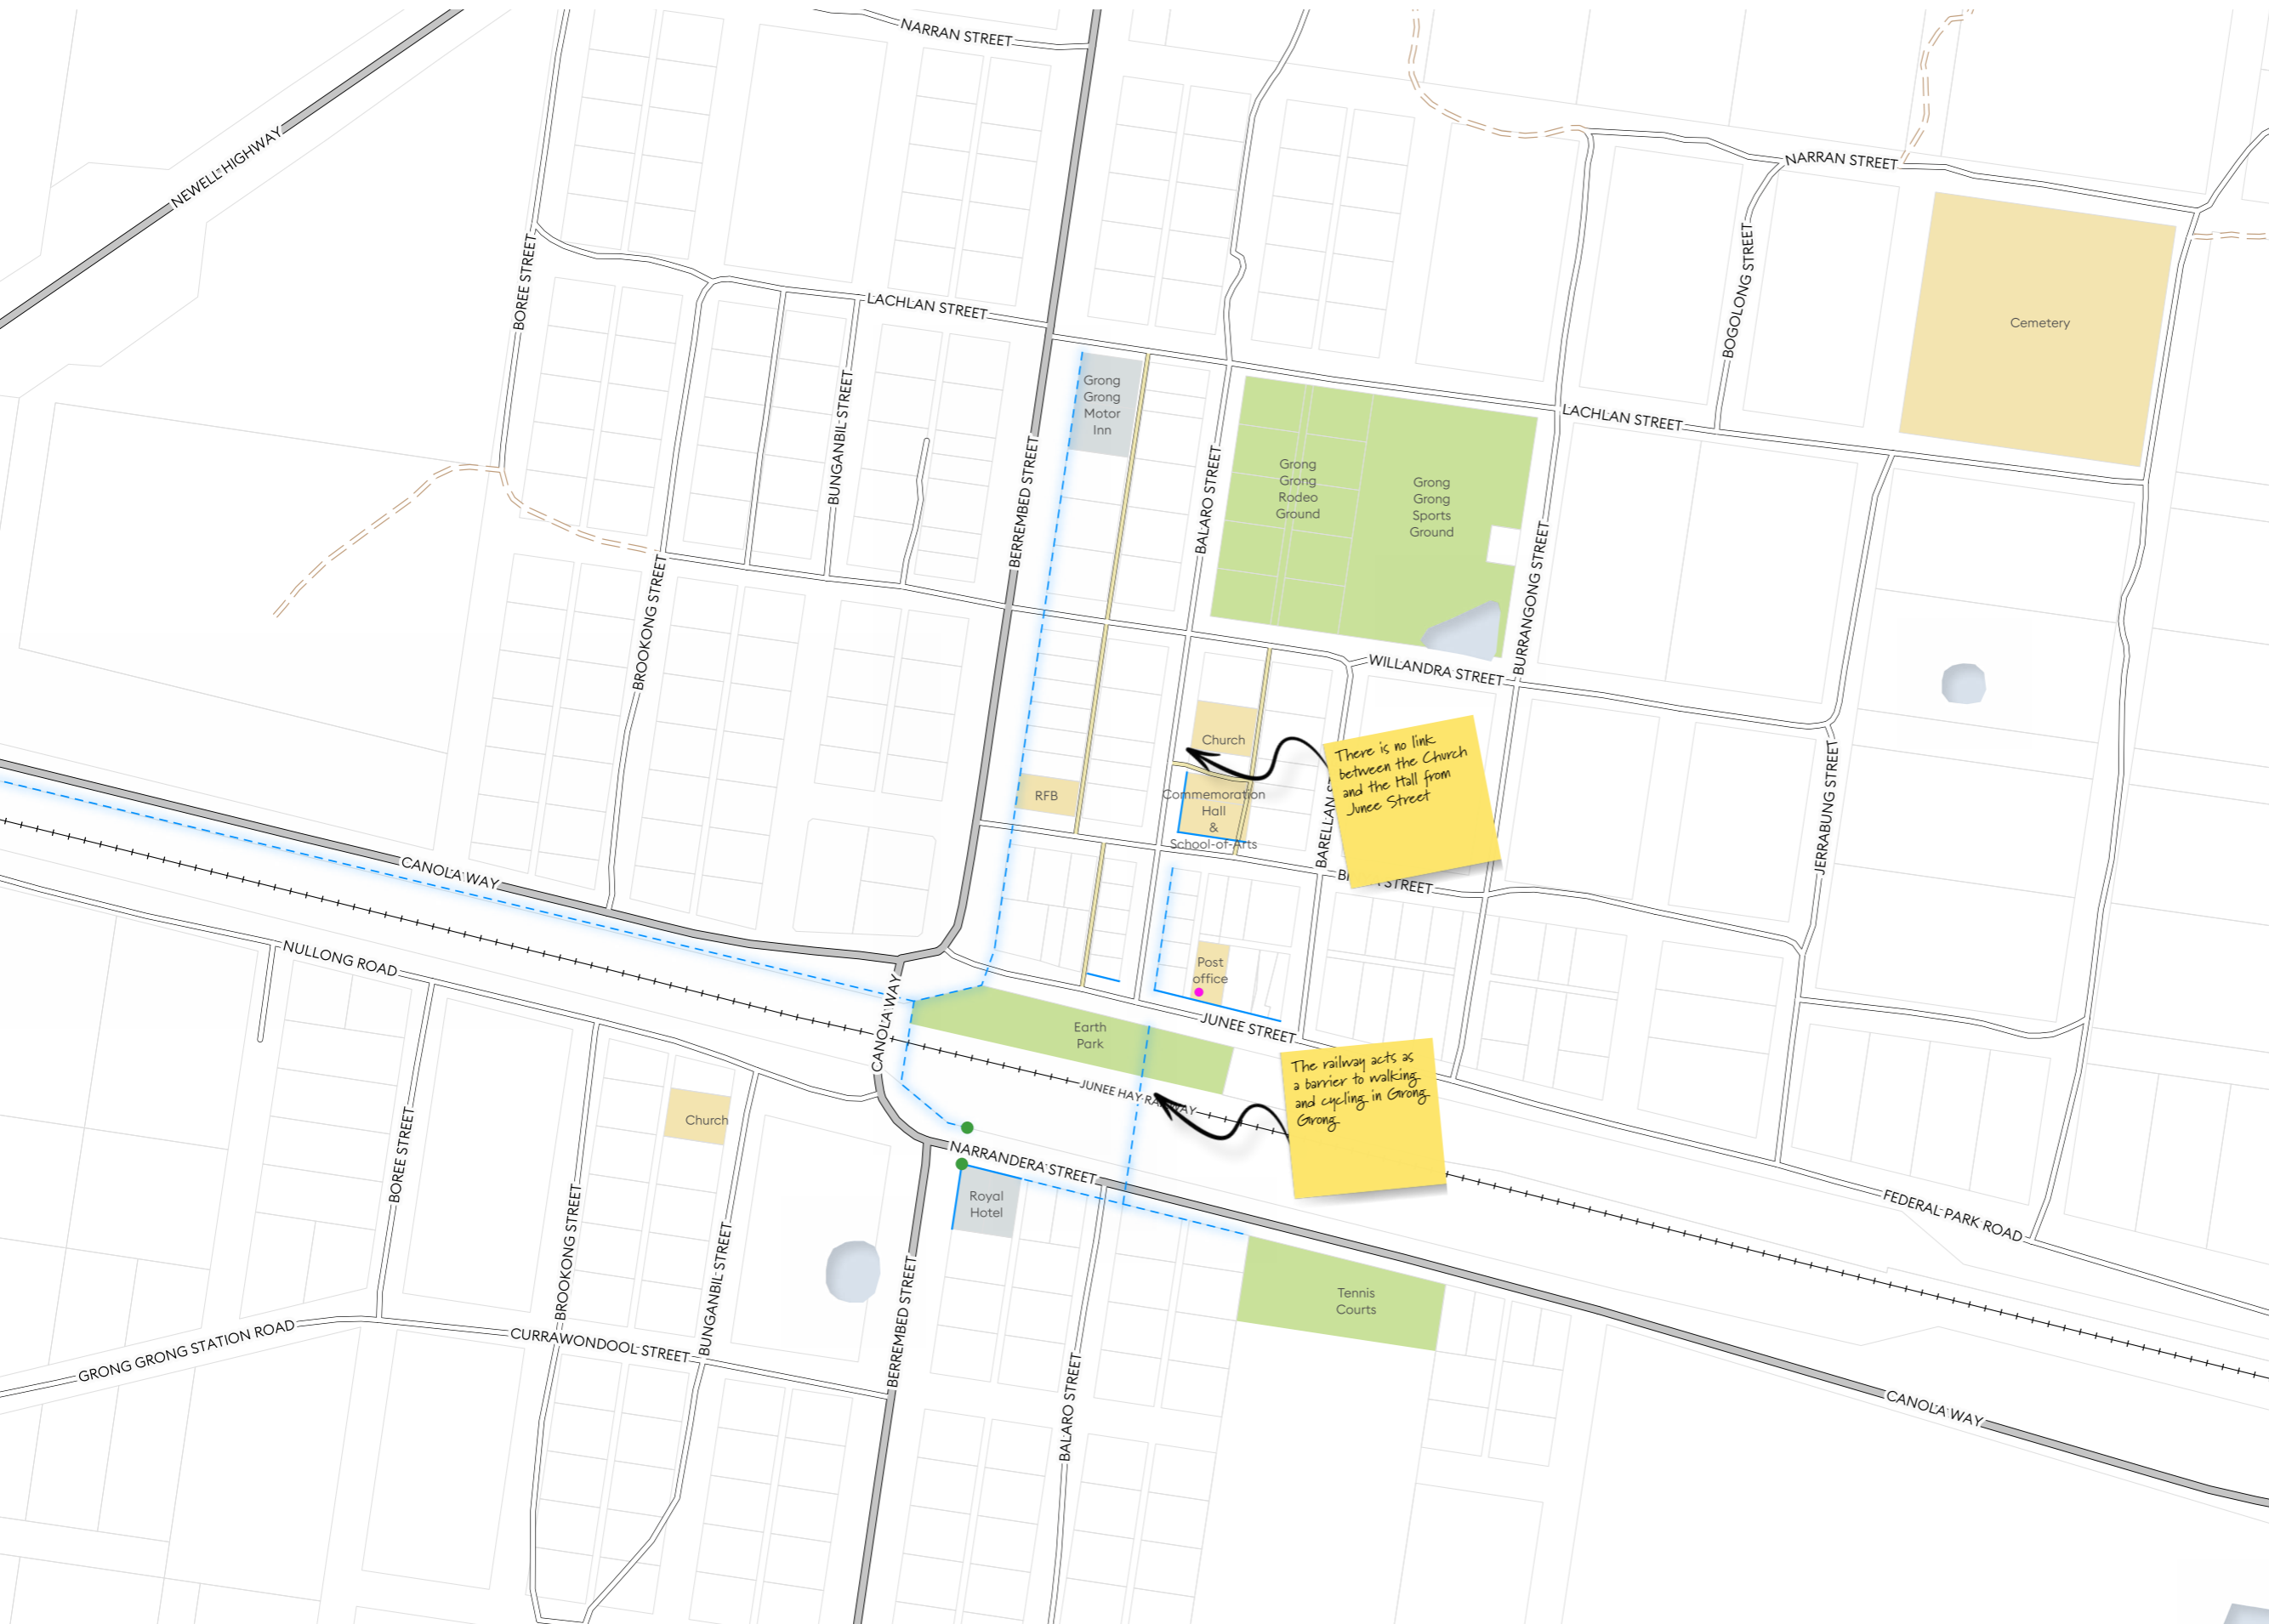 NARRAN STREET
NEWELL HIGHWAY
NARRAN STREET
BOREE STREET
BOGOLONG STREET
LACHLAN STREET
Cemetery
Grong
Grong
Motor
Inn
BUNGANBIL STREET
LACHLAN STREET
BERREMBED STREET
BALARO STREET
Grong
Grong
Rodeo
Ground
Grong
Grong
Sports
Ground
BURRANGONG STREET
BROOKONG STREET
WILLANDRA STREET
Church
There is no link
between the Church
and the Hall from
Junee Street
JERRABUNG STREET
RFB
Commemoration
Hall
&
School-of-Arts
BARELLAN
STREET
CANOLA WAY
NULLONG ROAD
Post
office
CANOLA WAY
JUNEE STREET
Earth
Park
JUNEE HAY RAILWAY
The railway acts as
a barrier to walking
and cycling in Grong
Grong
Church
BOREE STREET
NARRANDERA STREET
Royal
Hotel
FEDERAL PARK ROAD
BROOKONG STREET
BUNGANBIL STREET
BERREMBED STREET
Tennis
Courts
GRONG GRONG STATION ROAD
CURRAWONDOOL STREET
BALARO STREET
CANOLA WAY